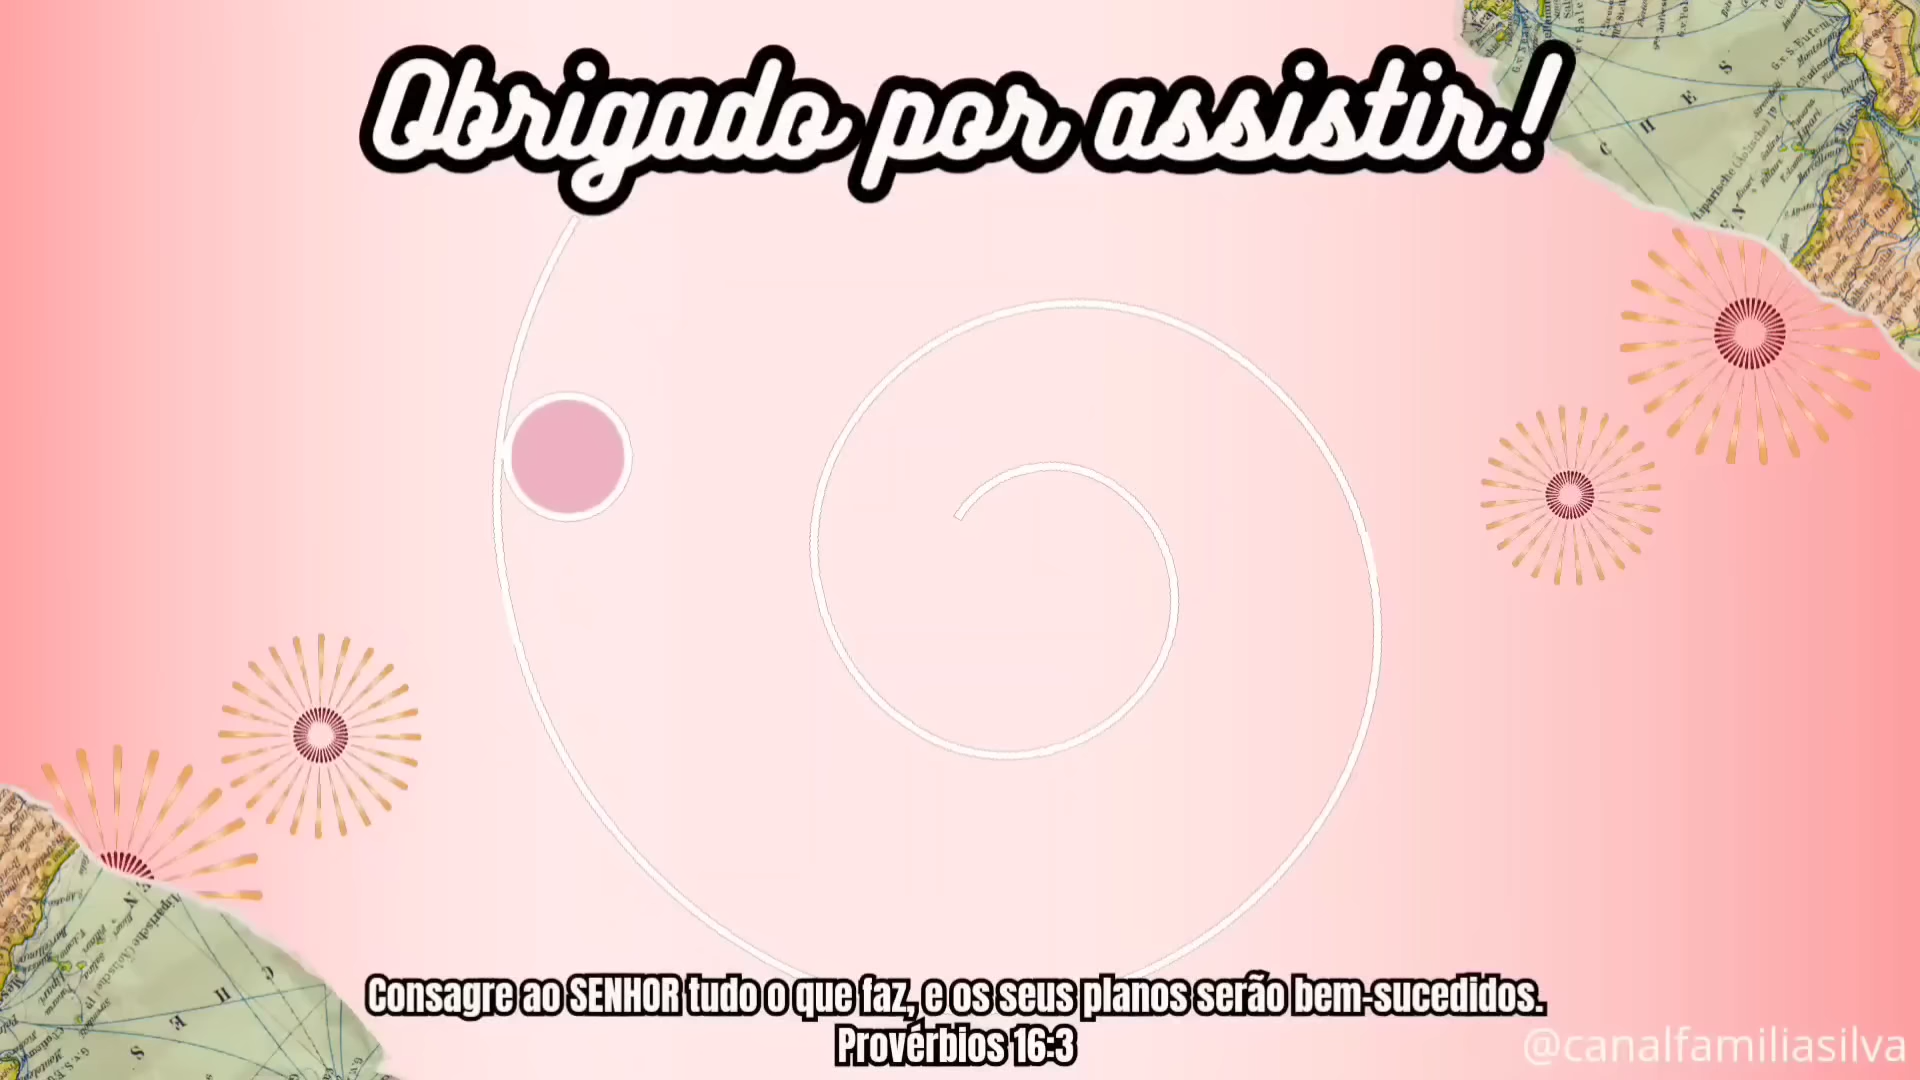 Obrigado por assistir!
Consagre ao SENHOR tudo o que faz, e os seus planos serão bem-sucedidos.
Provérbios 16:3
@canalfamiliasilva